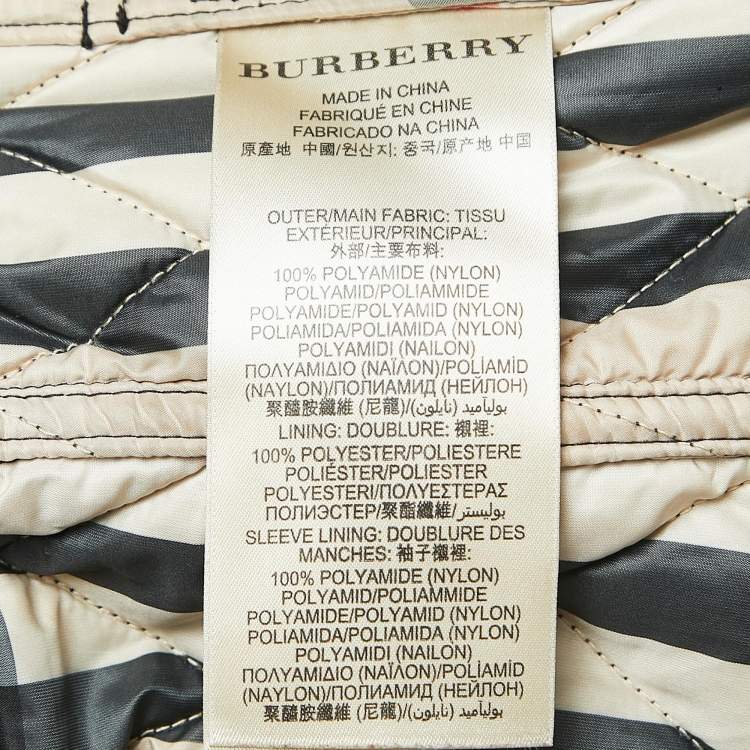 BURBERRY
MADE IN CHINA
FABRIQUÉ EN CHINE
FABRICADO NA CHINA
原產地 中國/원산지: 중국/原产地 中国
OUTER/MAIN FABRIC: TISSU
EXTÉRIEUR/PRINCIPAL:
外部/主要布料:
100% POLYAMIDE (NYLON)
POLYAMID/POLIAMMIDE
POLYAMIDE/POLYAMID (NYLON)
POLIAMIDA/POLIAMIDA (NYLON)
POLYAMIDI (NAILON)
ΠΟΛΥΑΜΙΔΙΟ (ΝΑΪΛΟΝ)/POLİAMİD
(NAYLON)/ПОЛИАМИД (НЕЙЛОН)
聚醯胺纖維 (尼龍)/بوليآميد (نايلون)
LINING: DOUBLURE: 襯裡:
100% POLYESTER/POLIESTERE
POLIÉSTER/POLIESTER
POLYESTERI/ΠΟΛΥΕΣΤΕΡΑΣ
ПОЛИЭСТЕР/聚酯纖維/بوليستر
SLEEVE LINING: DOUBLURE DES
MANCHES: 袖子襯裡:
100% POLYAMIDE (NYLON)
POLYAMID/POLIAMMIDE
POLYAMIDE/POLYAMID (NYLON)
POLIAMIDA/POLIAMIDA (NYLON)
POLYAMIDI (NAILON)
ΠΟΛΥΑΜΙΔΙΟ (ΝΑΪΛΟΝ)/POLİAMİD
(NAYLON)/ПОЛИАМИД (НЕЙЛОН)
聚醯胺纖維 (尼龍)/بوليآميد (نايلون)